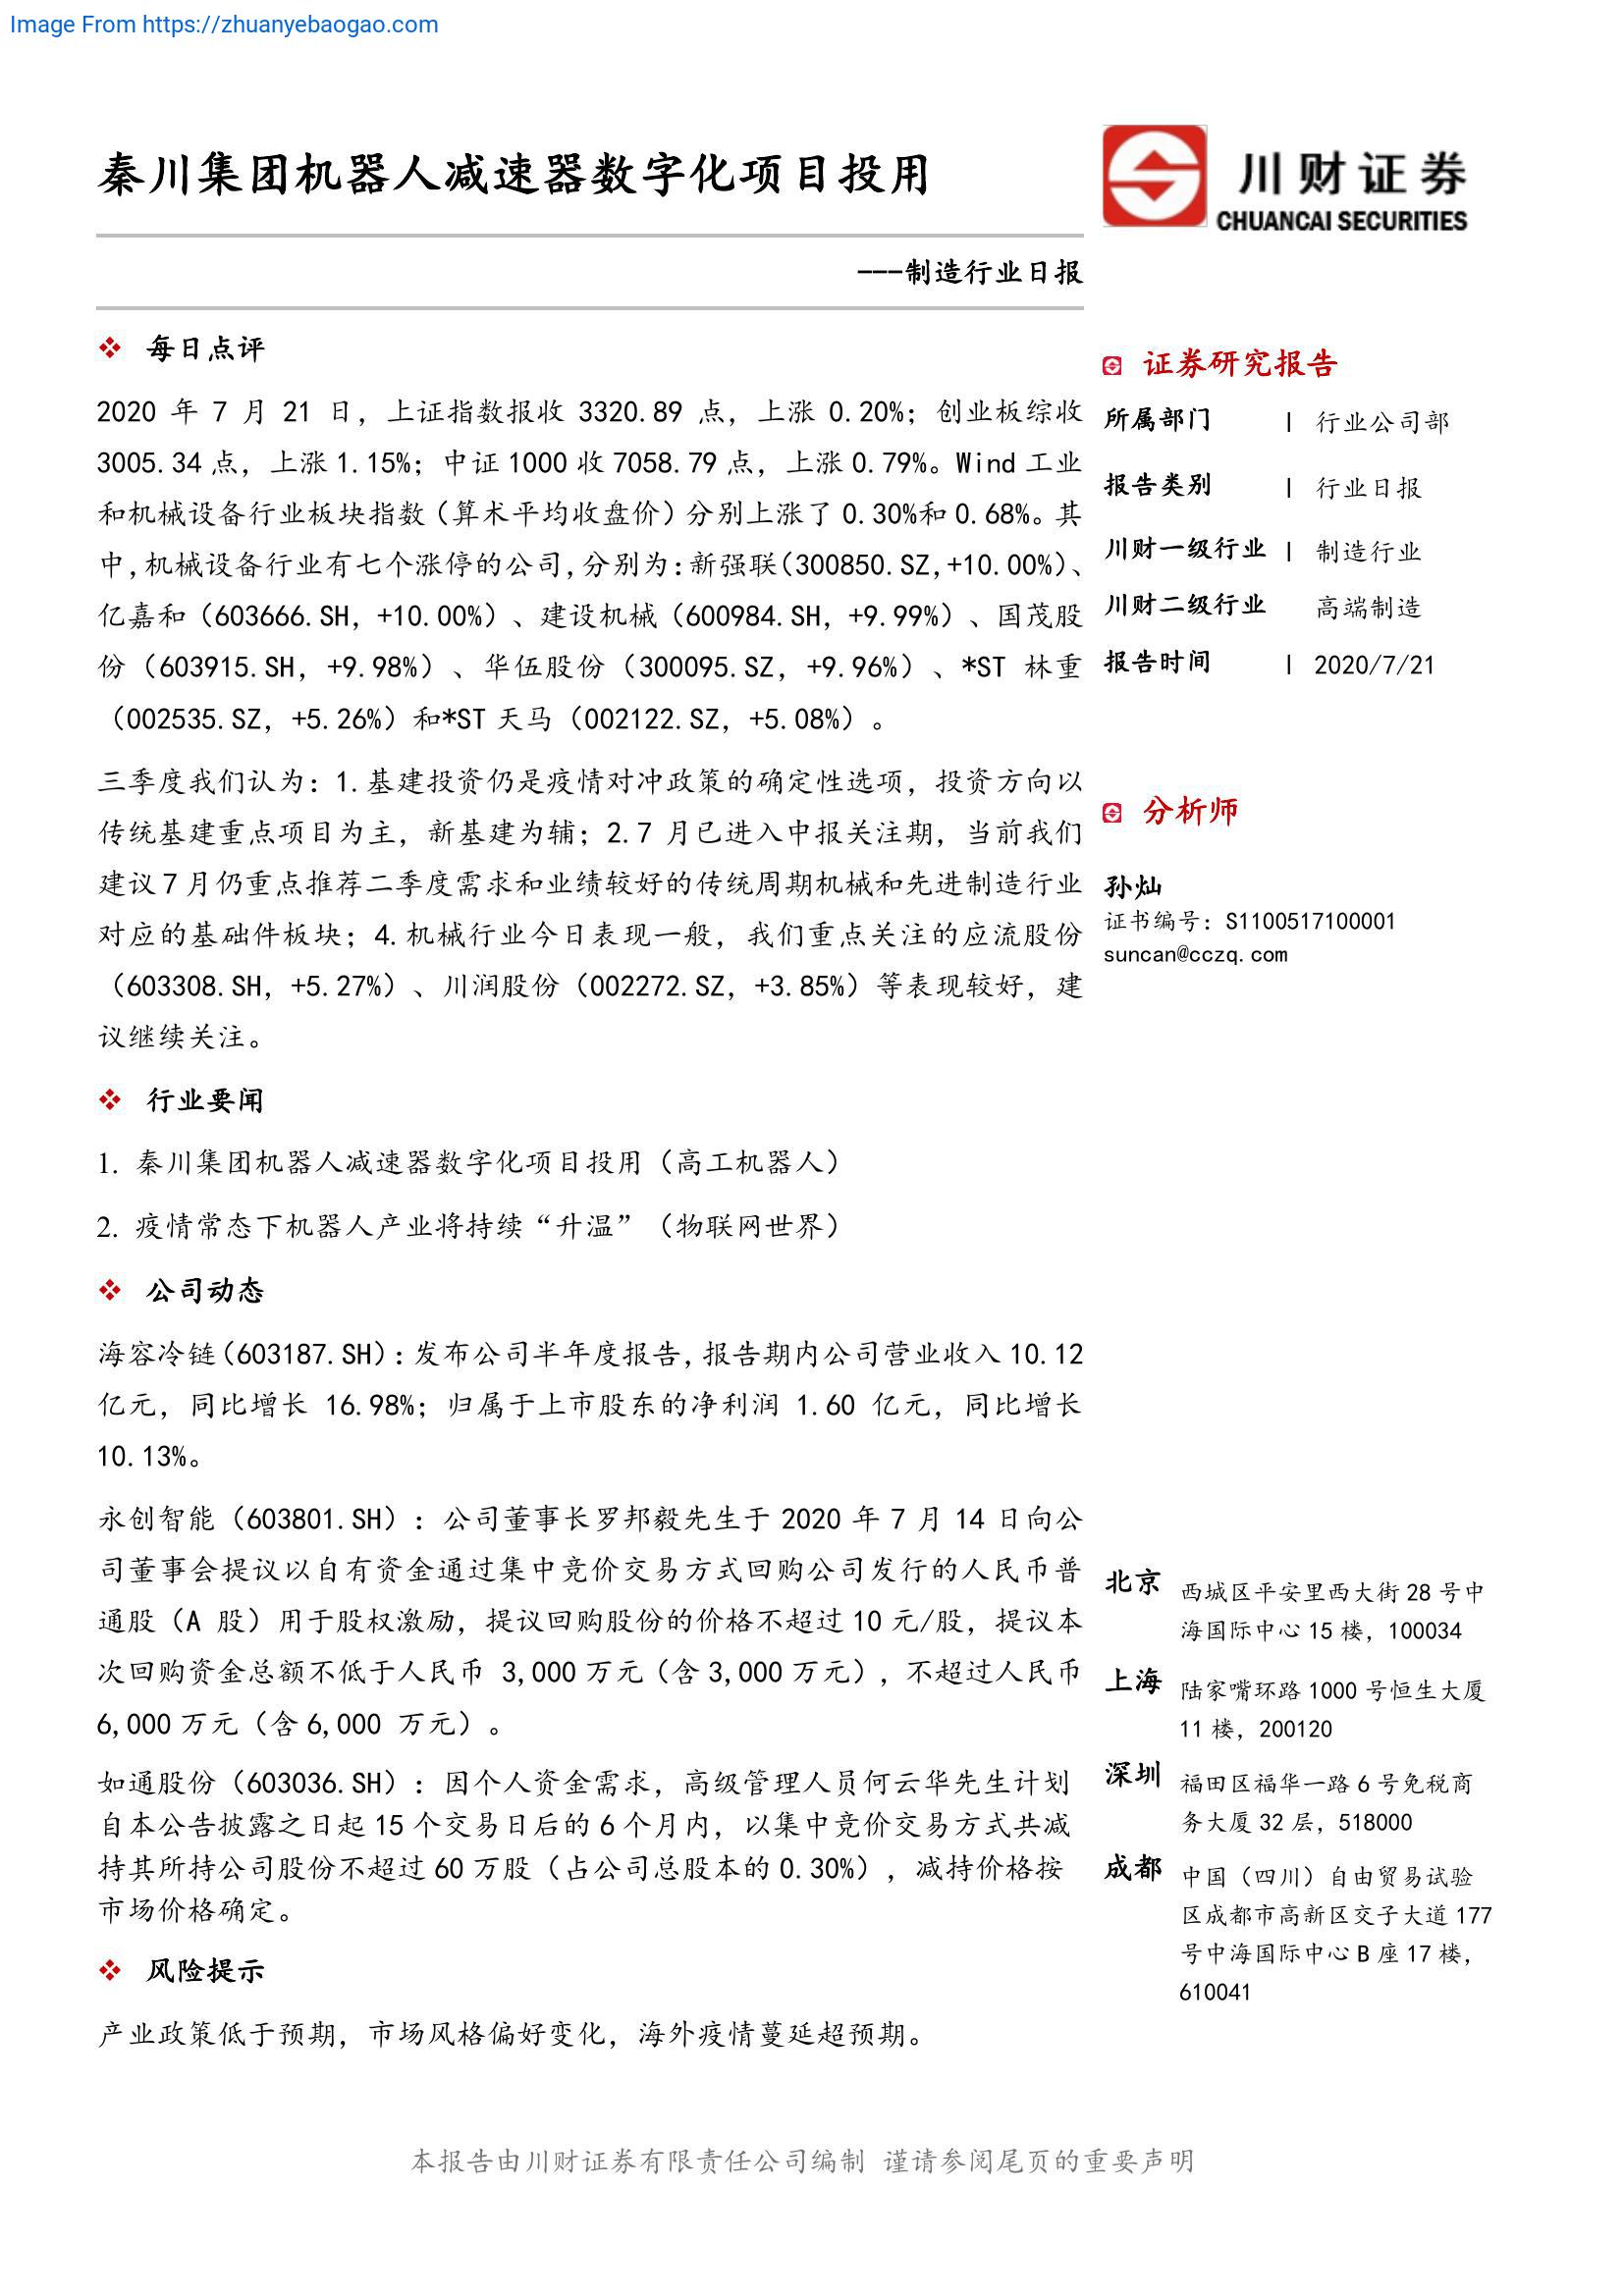 Image From https://zhuanyebaogao.com
秦川集团机器人减速器数字化项目投用
川财证券
CHUANCAI SECURITIES
---制造行业日报
❖ 每日点评
2020 年 7 月 21 日，上证指数报收 3320.89 点，上涨 0.20%；创业板综收
3005.34 点，上涨 1.15%；中证 1000 收 7058.79 点，上涨 0.79%。Wind 工业
和机械设备行业板块指数（算术平均收盘价）分别上涨了 0.30%和 0.68%。其
中，机械设备行业有七个涨停的公司，分别为：新强联（300850.SZ,+10.00%）、
亿嘉和（603666.SH，+10.00%）、建设机械（600984.SH，+9.99%）、国茂股
份（603915.SH，+9.98%）、华伍股份（300095.SZ，+9.96%）、*ST 林重
（002535.SZ，+5.26%）和*ST 天马（002122.SZ，+5.08%）。
三季度我们认为：1.基建投资仍是疫情对冲政策的确定性选项，投资方向以
传统基建重点项目为主，新基建为辅；2.7 月已进入中报关注期，当前我们
建议 7 月仍重点推荐二季度需求和业绩较好的传统周期机械和先进制造行业
对应的基础件板块；4.机械行业今日表现一般，我们重点关注的应流股份
（603308.SH，+5.27%）、川润股份（002272.SZ，+3.85%）等表现较好，建
议继续关注。
❖ 行业要闻
1. 秦川集团机器人减速器数字化项目投用（高工机器人）
2. 疫情常态下机器人产业将持续“升温”（物联网世界）
❖ 公司动态
海容冷链（603187.SH）：发布公司半年度报告，报告期内公司营业收入 10.12
亿元，同比增长 16.98%；归属于上市股东的净利润 1.60 亿元，同比增长
10.13%。
永创智能（603801.SH）：公司董事长罗邦毅先生于 2020 年 7 月 14 日向公
司董事会提议以自有资金通过集中竞价交易方式回购公司发行的人民币普
通股（A 股）用于股权激励，提议回购股份的价格不超过 10 元/股，提议本
次回购资金总额不低于人民币 3,000 万元（含 3,000 万元），不超过人民币
6,000 万元（含 6,000 万元）。
如通股份（603036.SH）：因个人资金需求，高级管理人员何云华先生计划
自本公告披露之日起 15 个交易日后的 6 个月内，以集中竞价交易方式共减
持其所持公司股份不超过 60 万股（占公司总股本的 0.30%），减持价格按
市场价格确定。
❖ 风险提示
产业政策低于预期，市场风格偏好变化，海外疫情蔓延超预期。
证券研究报告
所属部门 | 行业公司部
报告类别 | 行业日报
川财一级行业 | 制造行业
川财二级行业 高端制造
报告时间 | 2020/7/21
分析师
孙灿
证书编号：S1100517100001
suncan@cczq.com
北京 西城区平安里西大街 28 号中
海国际中心 15 楼，100034
上海 陆家嘴环路 1000 号恒生大厦
11 楼，200120
深圳 福田区福华一路 6 号免税商
务大厦 32 层，518000
成都 中国（四川）自由贸易试验
区成都市高新区交子大道 177
号中海国际中心 B 座 17 楼，
610041
本报告由川财证券有限责任公司编制 谨请参阅尾页的重要声明